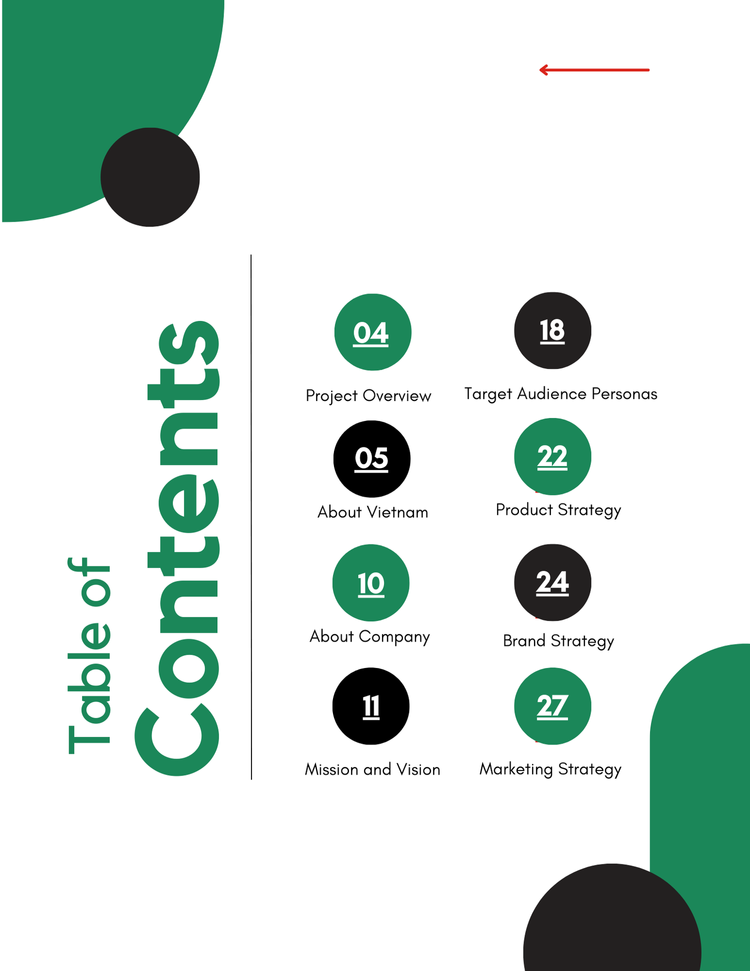 Table of
Contents
04
Project Overview
05
About Vietnam
10
About Company
11
Mission and Vision
18
Target Audience Personas
22
Product Strategy
24
Brand Strategy
27
Marketing Strategy